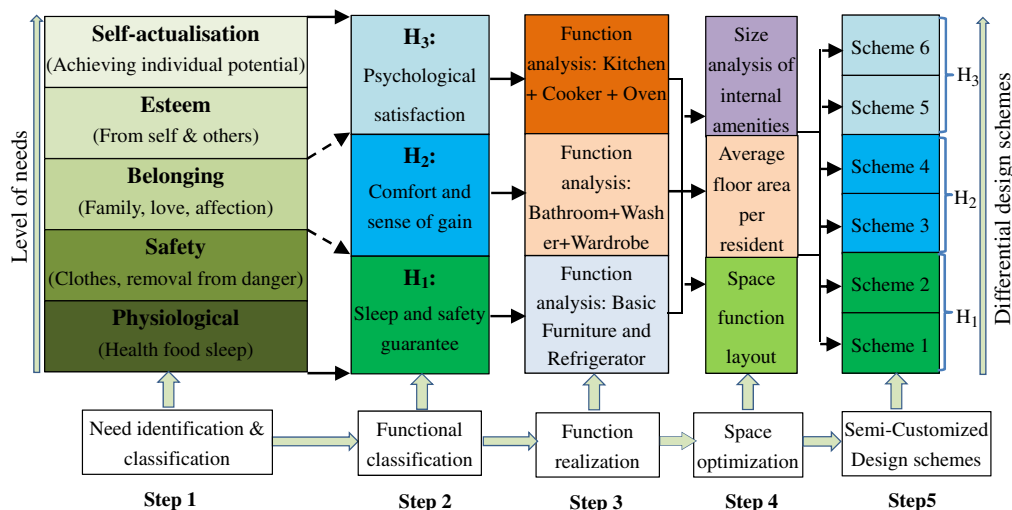 Level of needs
Self-actualisation
(Achieving individual potential)
Esteem
(From self & others)
Belonging
(Family, love, affection)
Safety
(Clothes, removal from danger)
Physiological
(Health food sleep)
H3:
Psychological
satisfaction
H2:
Comfort and
sense of gain
H1:
Sleep and safety
guarantee
Function
analysis: Kitchen
+ Cooker + Oven
Function
analysis:
Bathroom+Wash
er+Wardrobe
Function
analysis: Basic
Furniture and
Refrigerator
Size
analysis of
internal
amenities
Average
floor area
per
resident
Space
function
layout
Scheme 6
Scheme 5
Scheme 4
Scheme 3
Scheme 2
Scheme 1
H3
H2
H1
Differential design schemes
Need identification &
classification
Functional
classification
Function
realization
Space
optimization
Semi-Customized
Design schemes
Step 1
Step 2
Step 3
Step 4
Step5